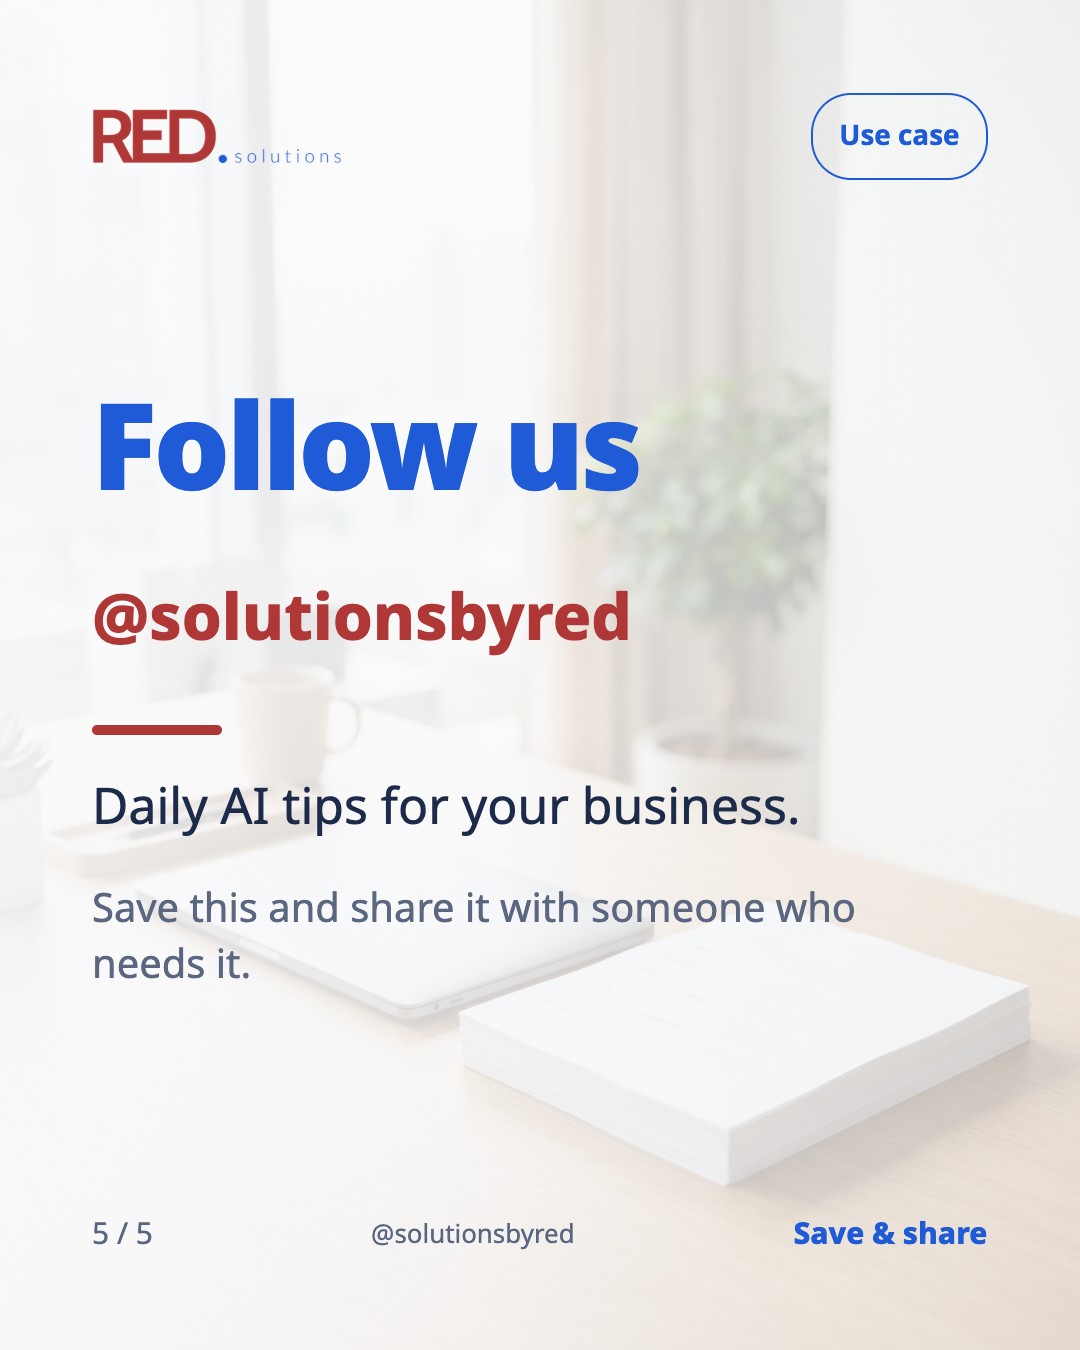 RED.solutions
Use case
Follow us
@solutionsbyred
Daily AI tips for your business.
Save this and share it with someone who
needs it.
5 / 5
@solutionsbyred
Save & share